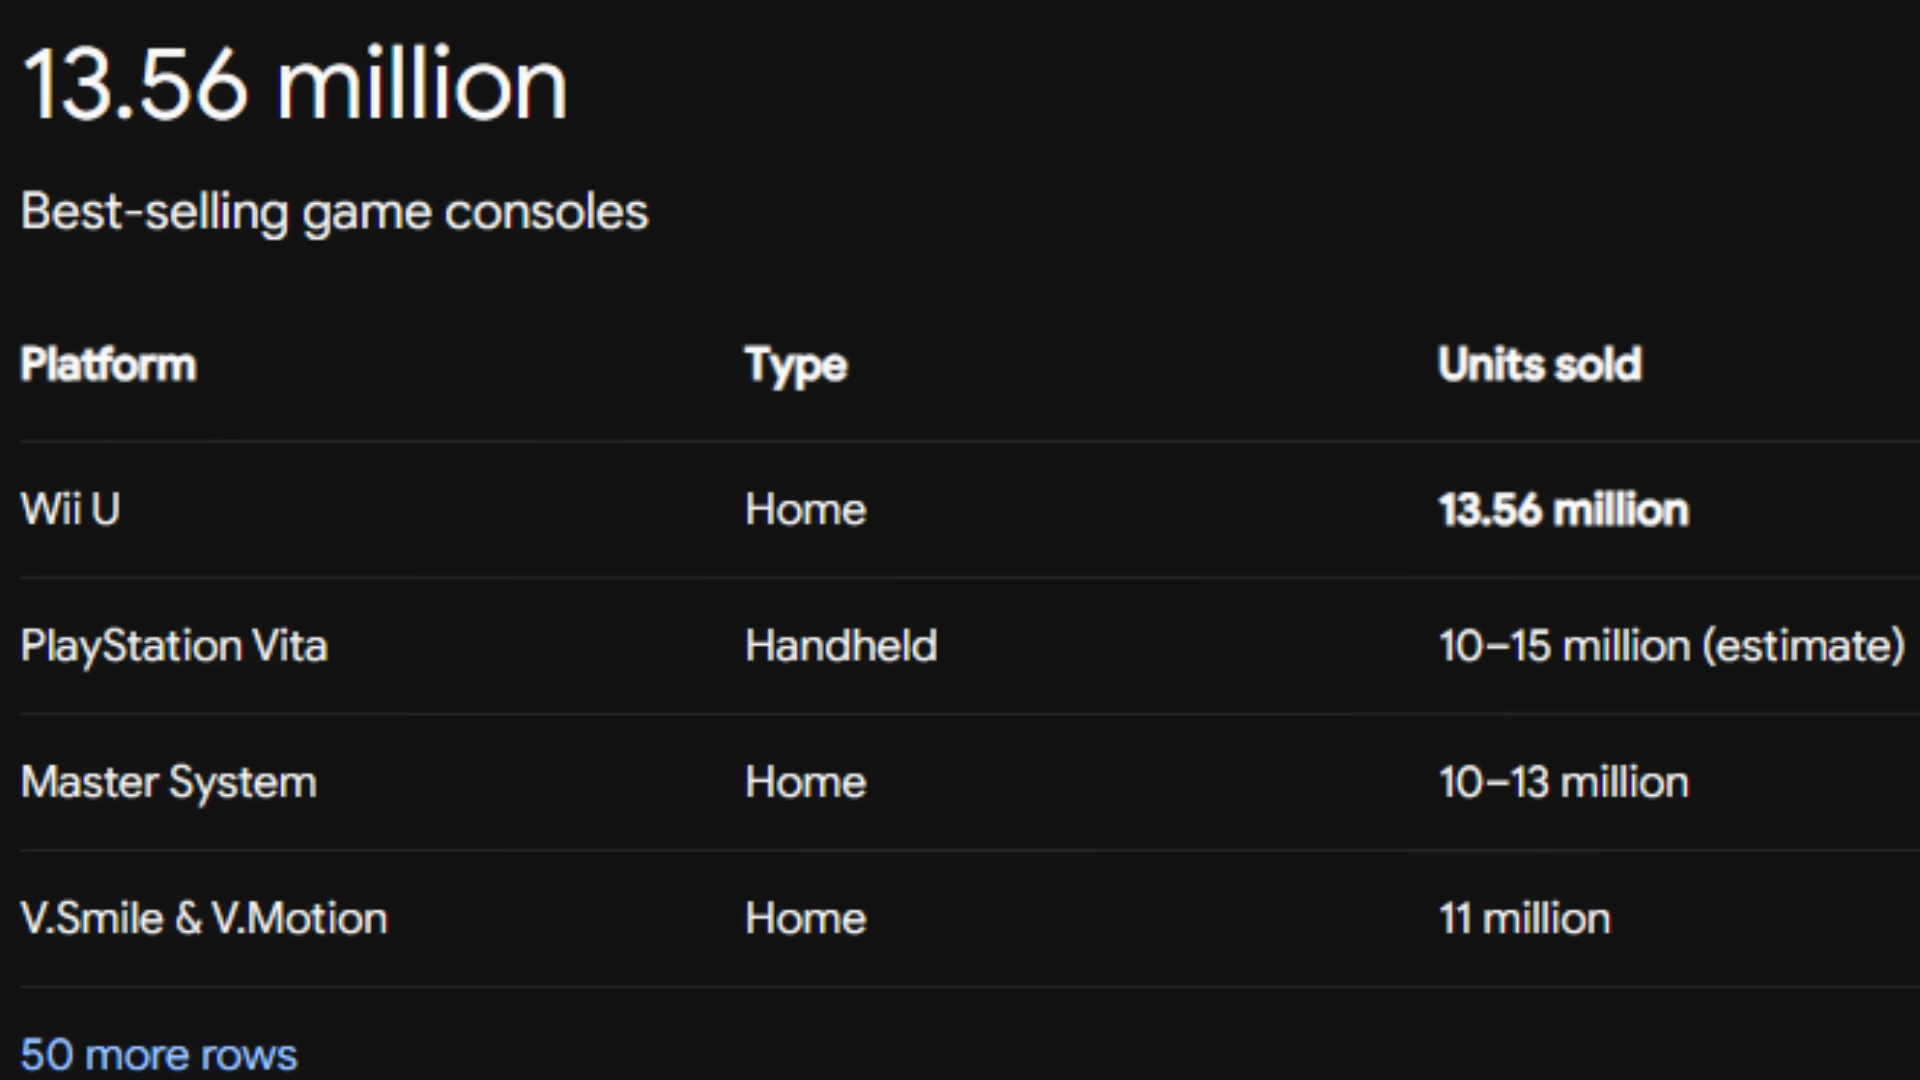 13.56 million
Best-selling game consoles
Platform Type Units sold
Wii U Home 13.56 million
PlayStation Vita Handheld 10–15 million (estimate)
Master System Home 10–13 million
V.Smile & V.Motion Home 11 million
50 more rows